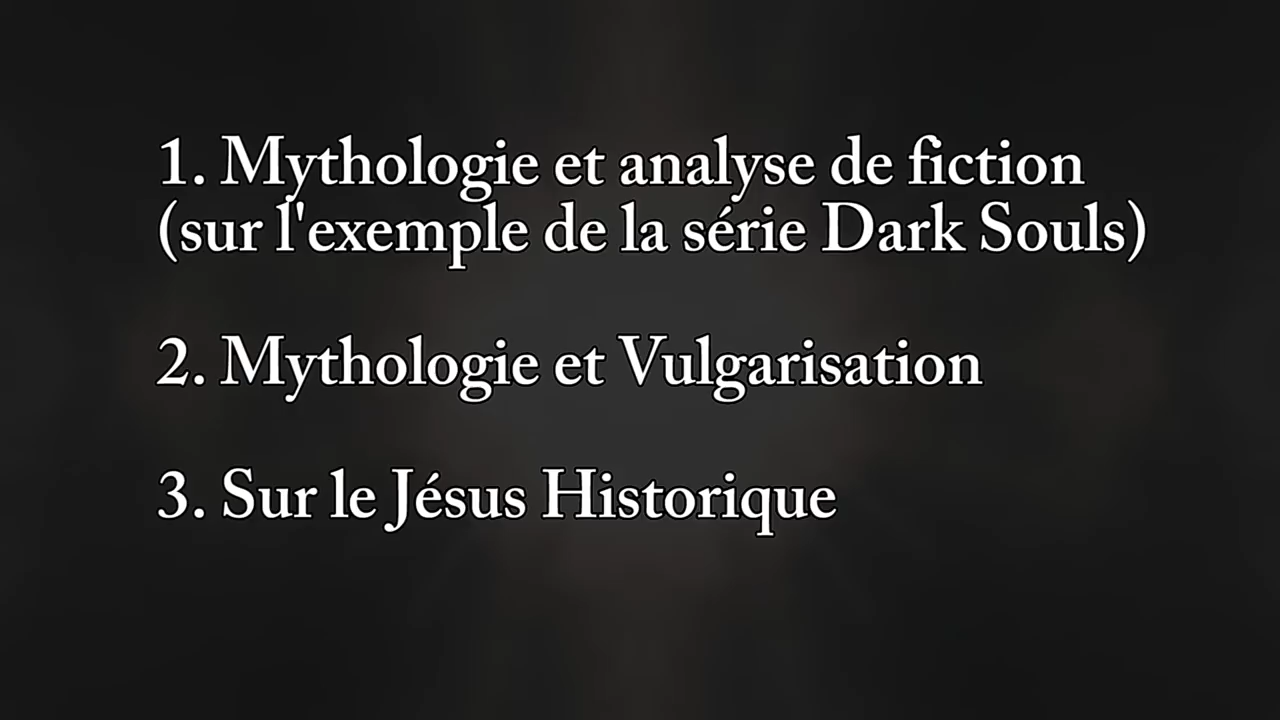 1. Mythologie et analyse de fiction
(sur l'exemple de la série Dark Souls)
2. Mythologie et Vulgarisation
3. Sur le Jésus Historique